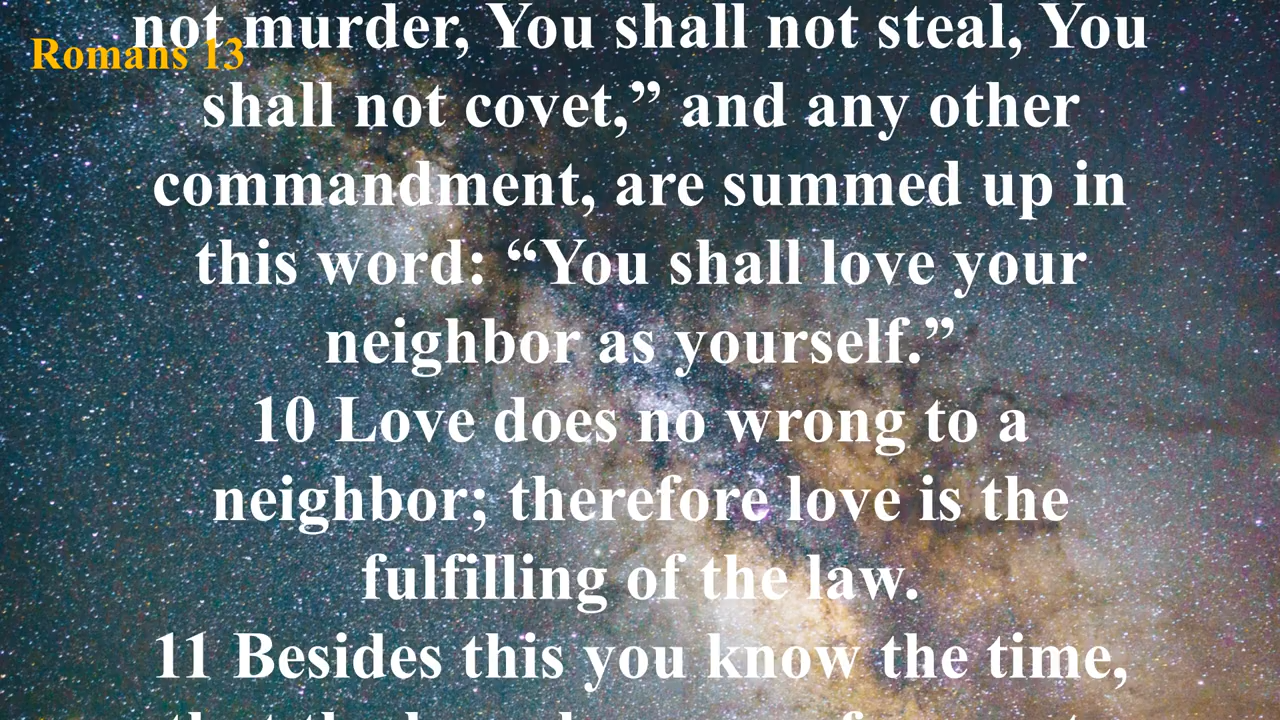 not murder, You shall not steal, You
Romans 13
shall not covet,” and any other
commandment, are summed up in
this word: “You shall love your
neighbor as yourself.”
10 Love does no wrong to a
neighbor; therefore love is the
fulfilling of the law.
11 Besides this you know the time,